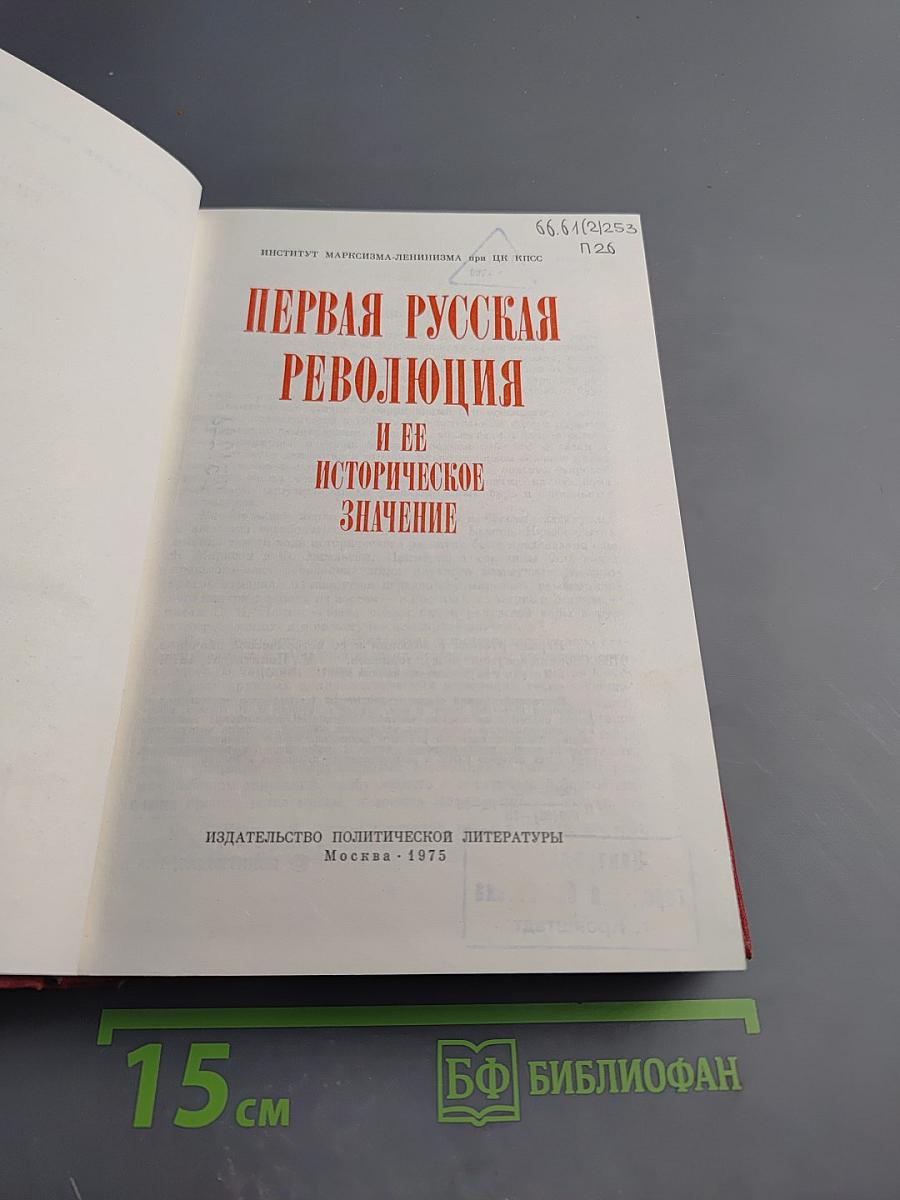 66.61(2)253
П26
ИНСТИТУТ МАРКСИЗМА-ЛЕНИНИЗМА при ЦК КПСС
ПЕРВАЯ РУССКАЯ
РЕВОЛЮЦИЯ
И ЕЕ
ИСТОРИЧЕСКОЕ
ЗНАЧЕНИЕ
ИЗДАТЕЛЬСТВО ПОЛИТИЧЕСКОЙ ЛИТЕРАТУРЫ
Москва · 1975
15 см
БФ БИБЛИОФАН